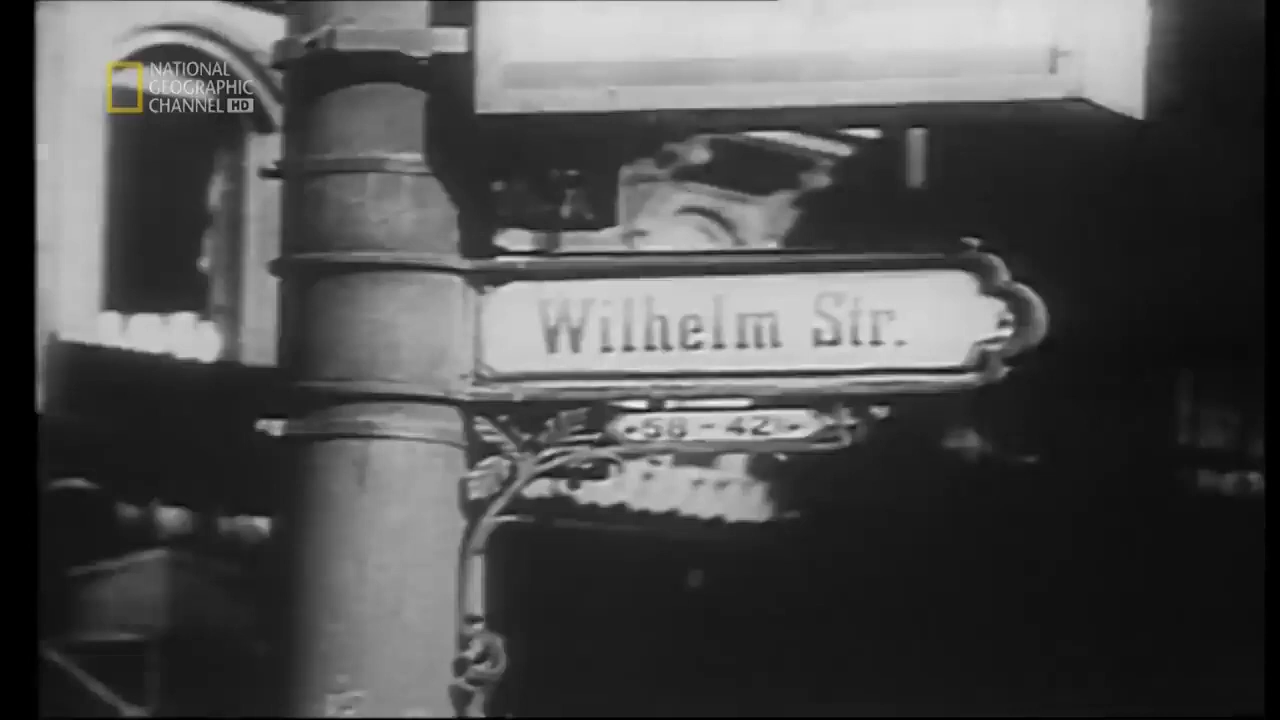 NATIONAL
GEOGRAPHIC
CHANNEL HD
Wilhelm Str.
58-42